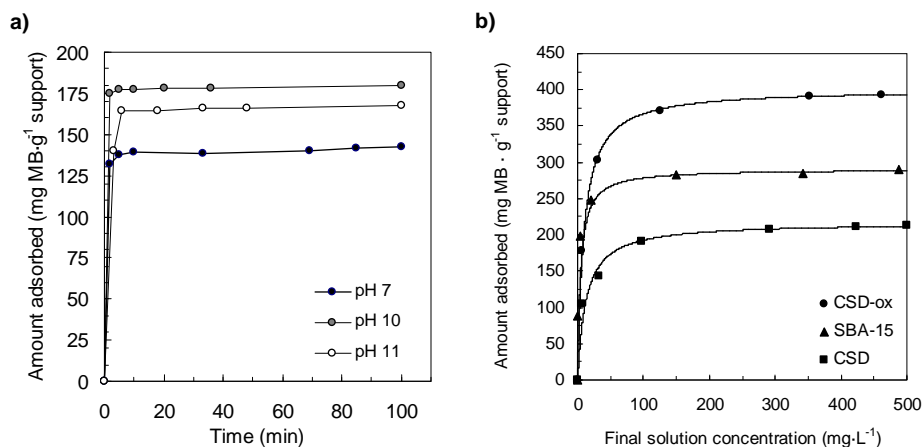 a)
Amount adsorbed (mg MB·g⁻¹ support)
200
175
150
125
100
75
50
25
0
pH 7
pH 10
pH 11
0 20 40 60 80 100
Time (min)
b)
Amount adsorbed (mg MB · g⁻¹ support)
450
400
350
300
250
200
150
100
50
0
CSD-ox
SBA-15
CSD
0 100 200 300 400 500
Final solution concentration (mg·L⁻¹)